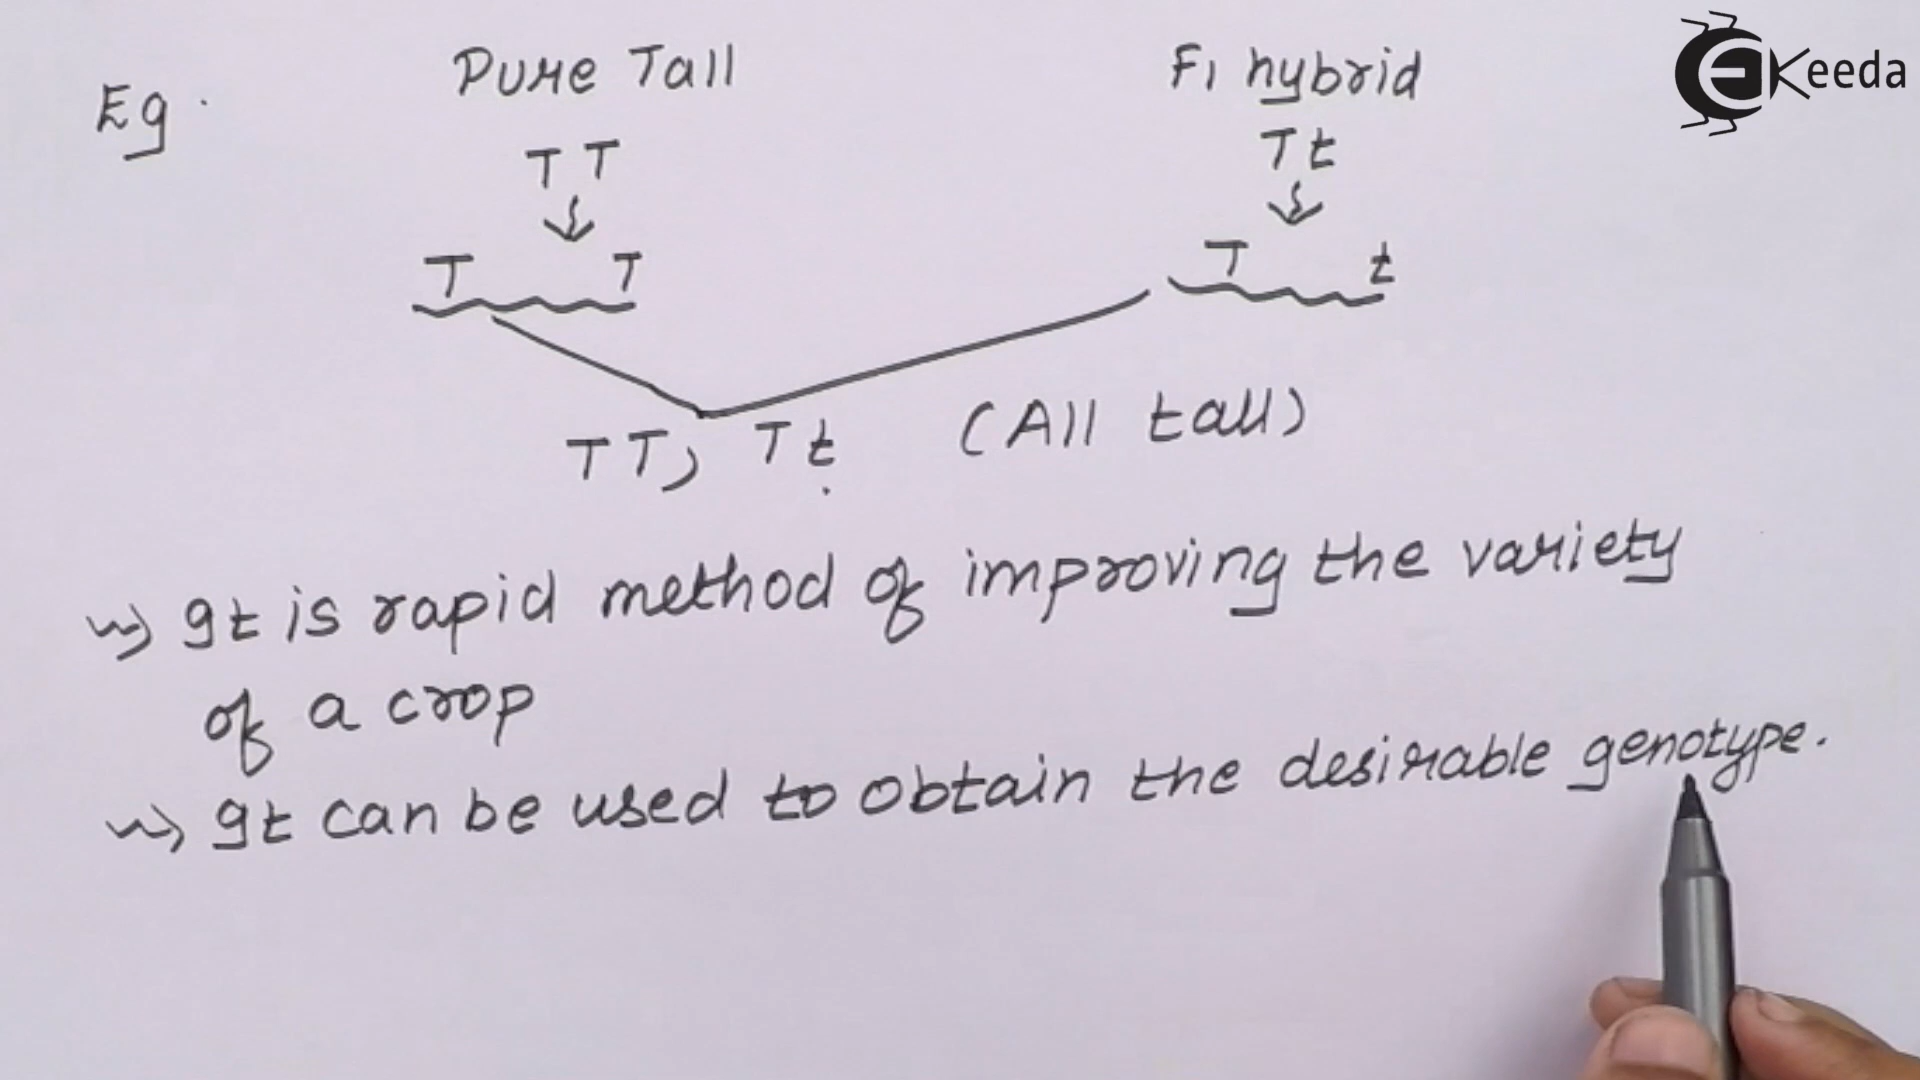 Eg.
Pure Tall
F1 hybrid
EKeeda
TT
Tt
T T
T t
TT, Tt (All tall)
It is rapid method of improving the variety
of a crop
It can be used to obtain the desirable genotype.